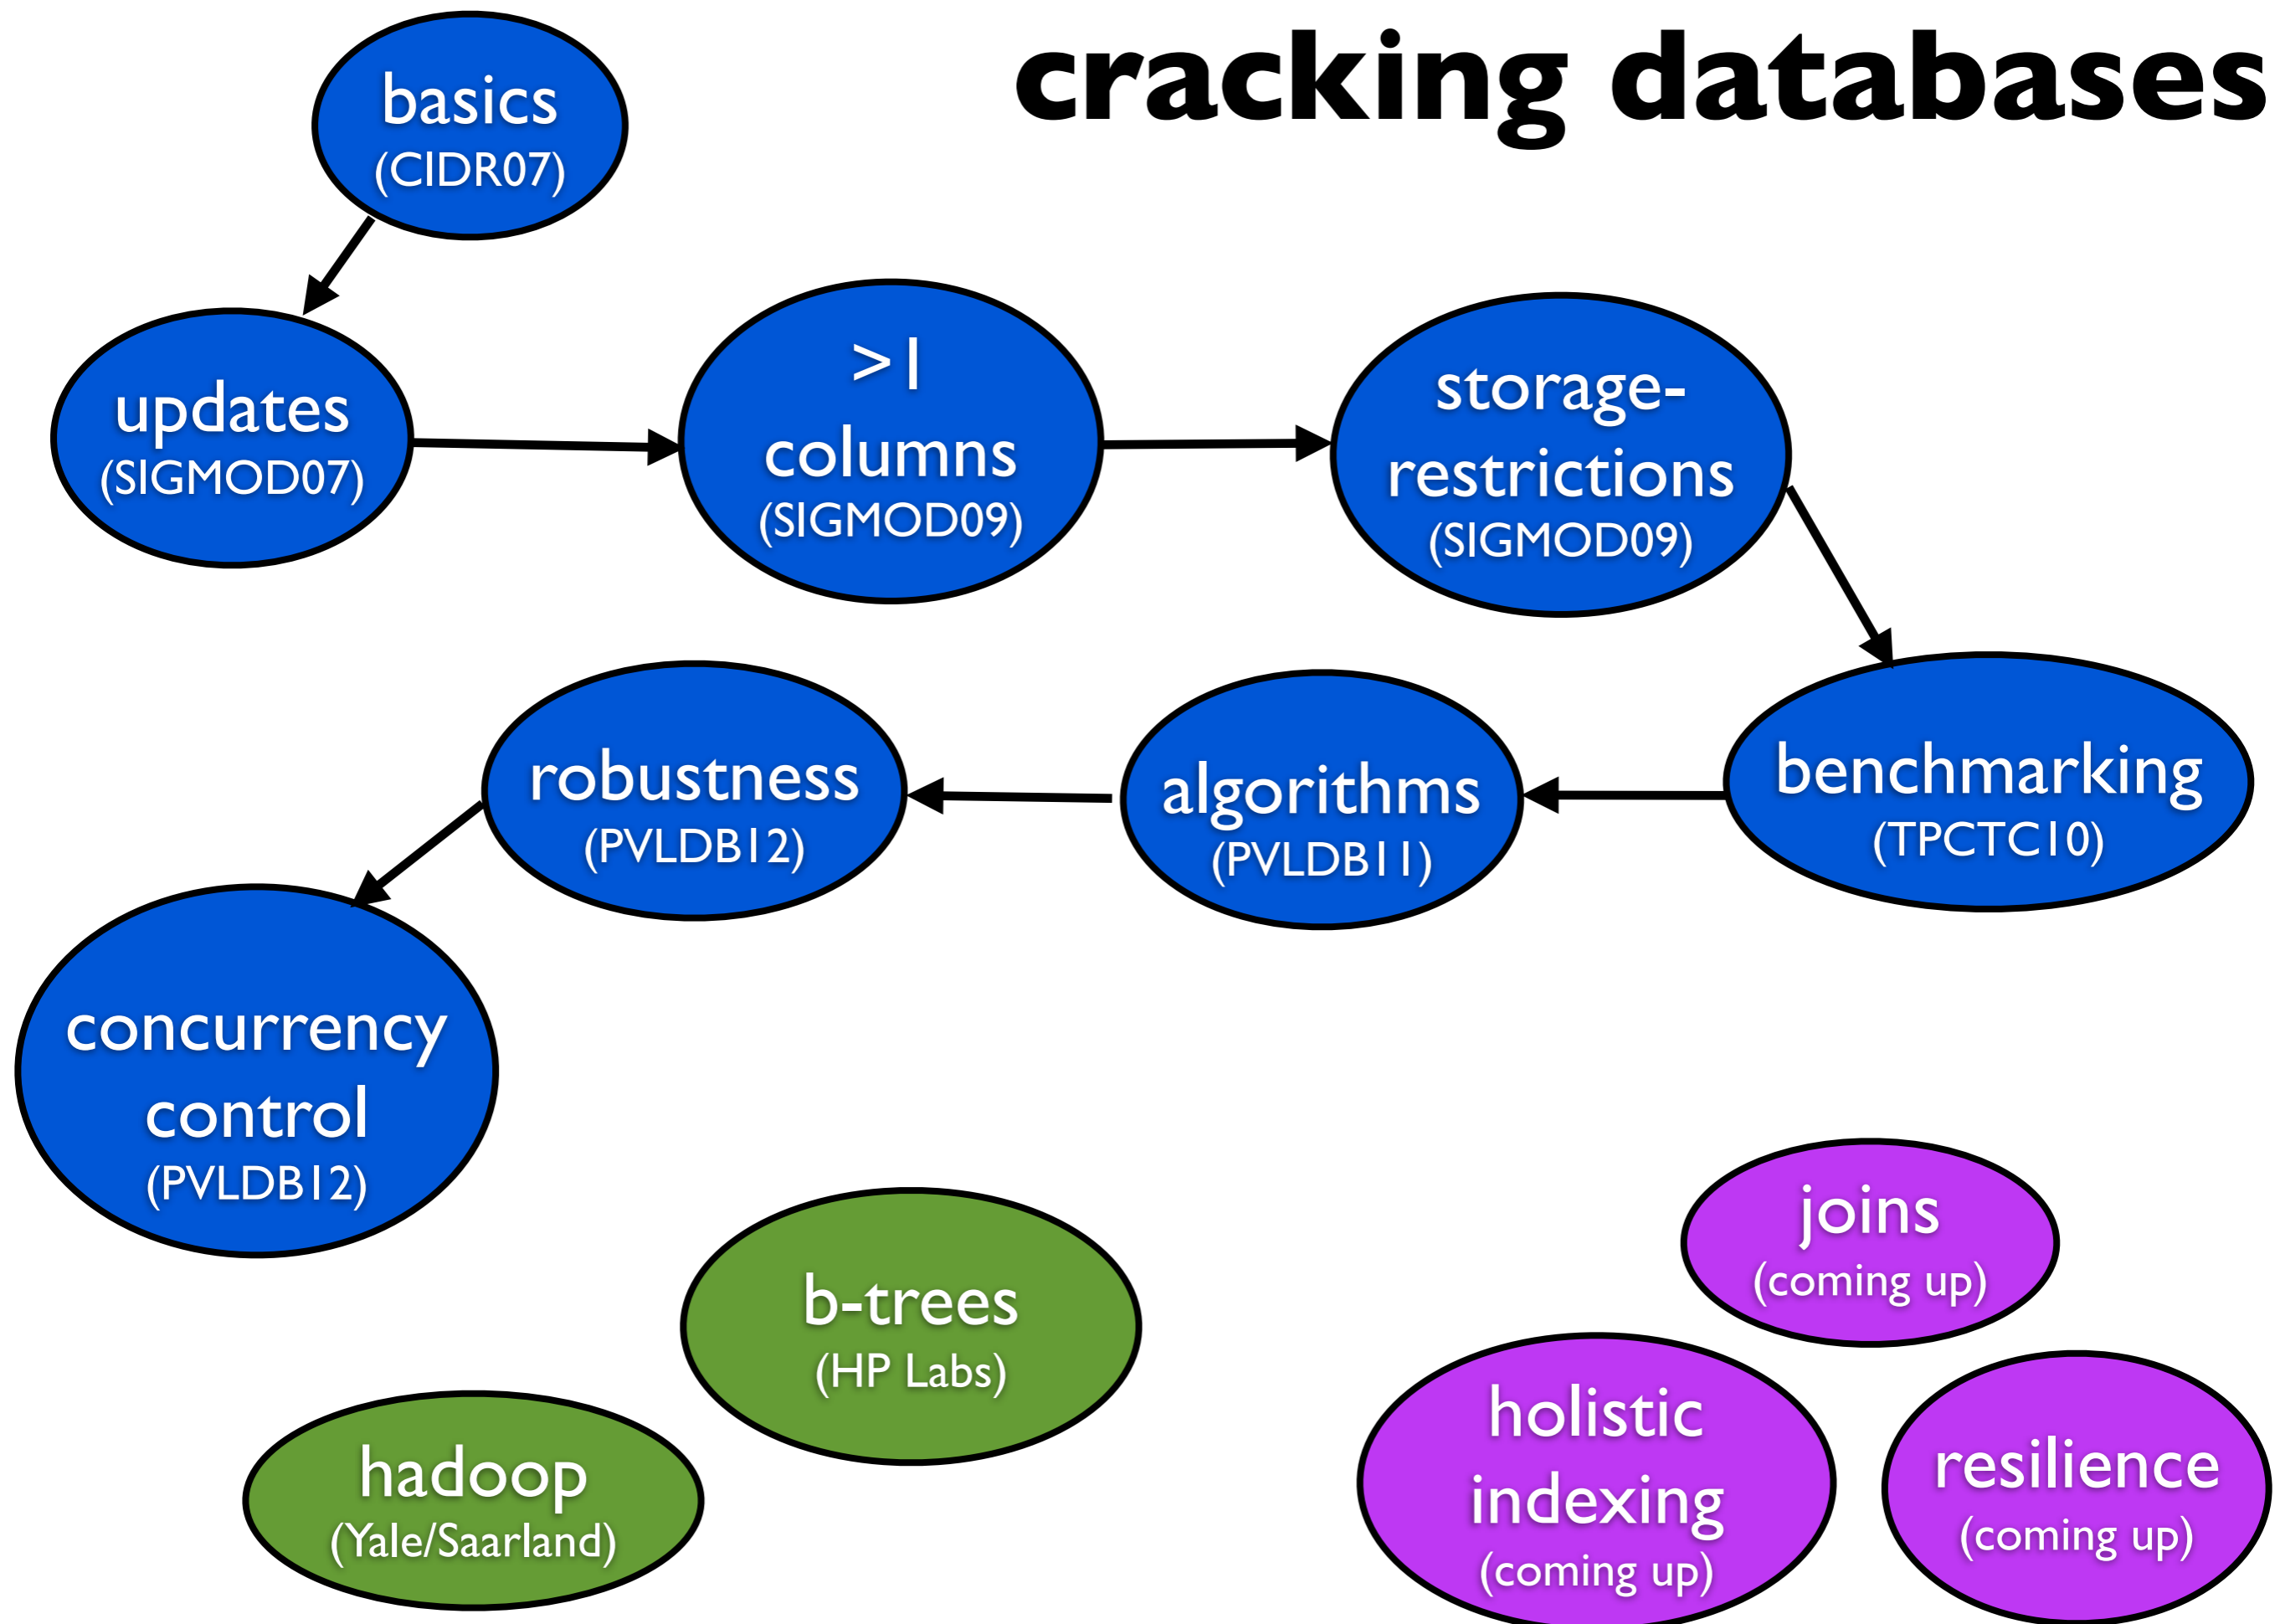 cracking databases
basics
(CIDR07)
updates
(SIGMOD07)
>1
columns
(SIGMOD09)
storage-
restrictions
(SIGMOD09)
benchmarking
(TPCTC10)
algorithms
(PVLDB11)
robustness
(PVLDB12)
concurrency
control
(PVLDB12)
b-trees
(HP Labs)
hadoop
(Yale/Saarland)
joins
(coming up)
holistic
indexing
(coming up)
resilience
(coming up)